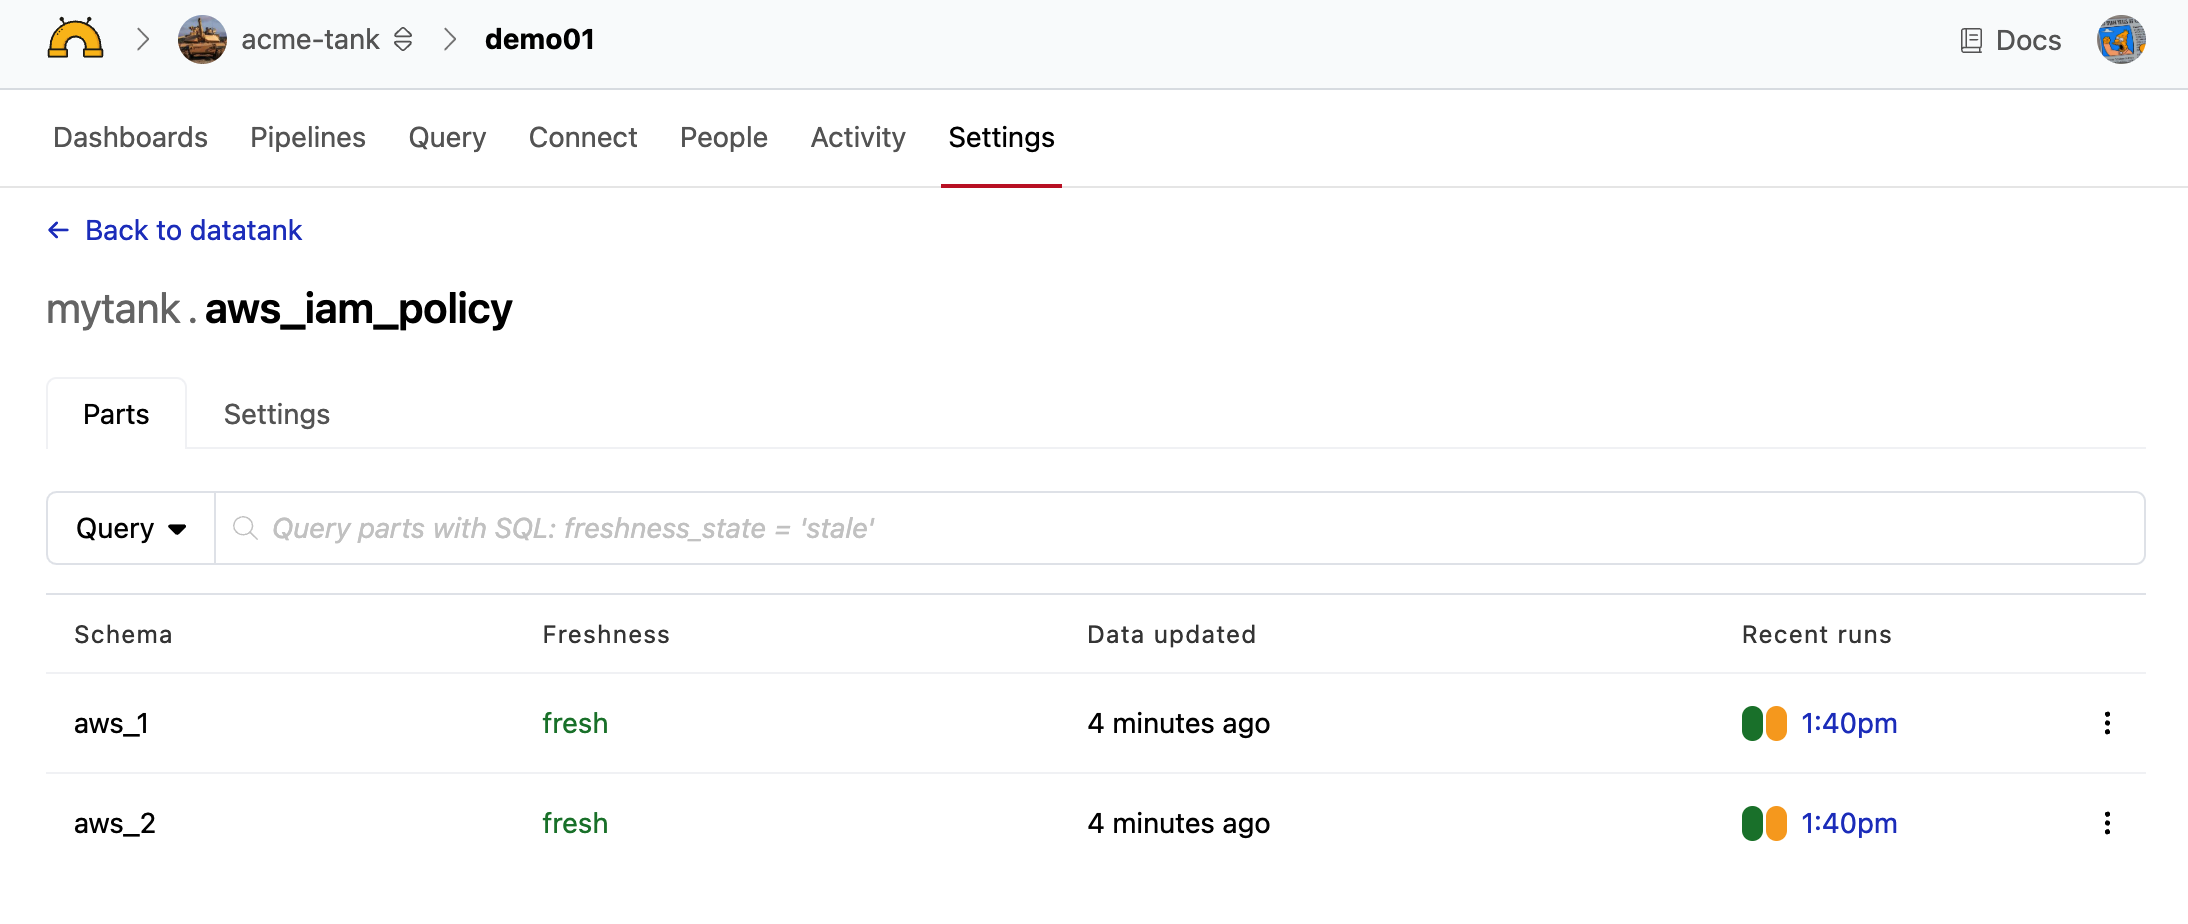 acme-tank demo01 Docs
Dashboards Pipelines Query Connect People Activity Settings
← Back to datatank
mytank.aws_iam_policy
Parts Settings
Query Query parts with SQL: freshness_state = 'stale'
Schema Freshness Data updated Recent runs
aws_1 fresh 4 minutes ago 1:40pm
aws_2 fresh 4 minutes ago 1:40pm